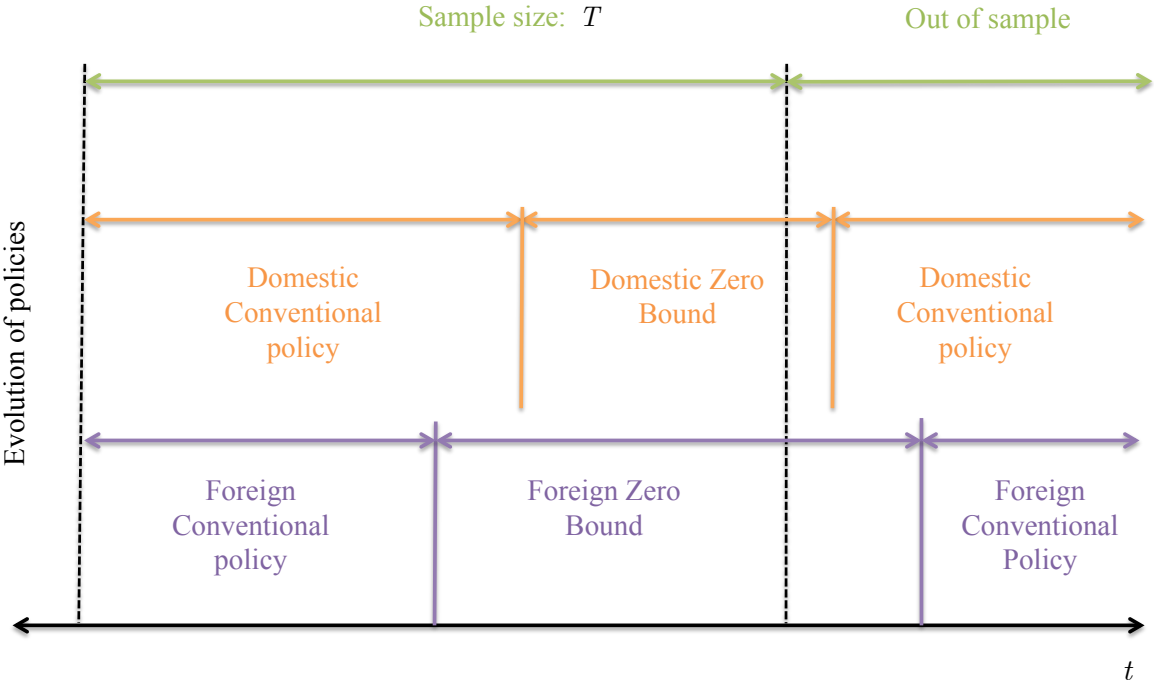 Sample size: T
Out of sample
Evolution of policies
Domestic
Conventional
policy
Domestic Zero
Bound
Domestic
Conventional
policy
Foreign
Conventional
policy
Foreign Zero
Bound
Foreign
Conventional
Policy
t